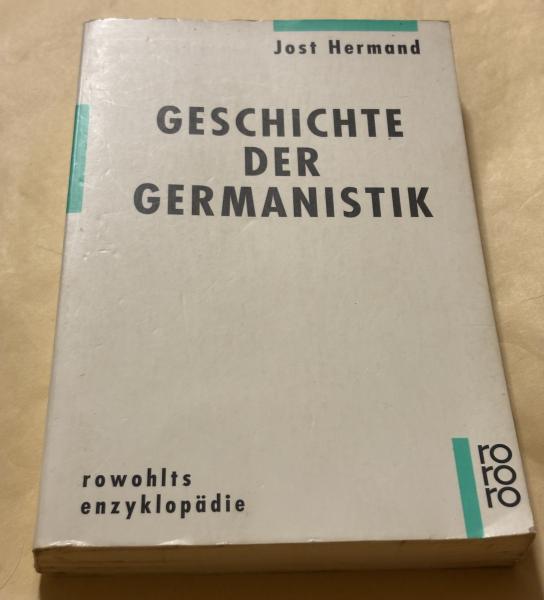 Jost Hermand
GESCHICHTE
DER
GERMANISTIK
rowohlts
enzyklopädie
ro
ro
ro